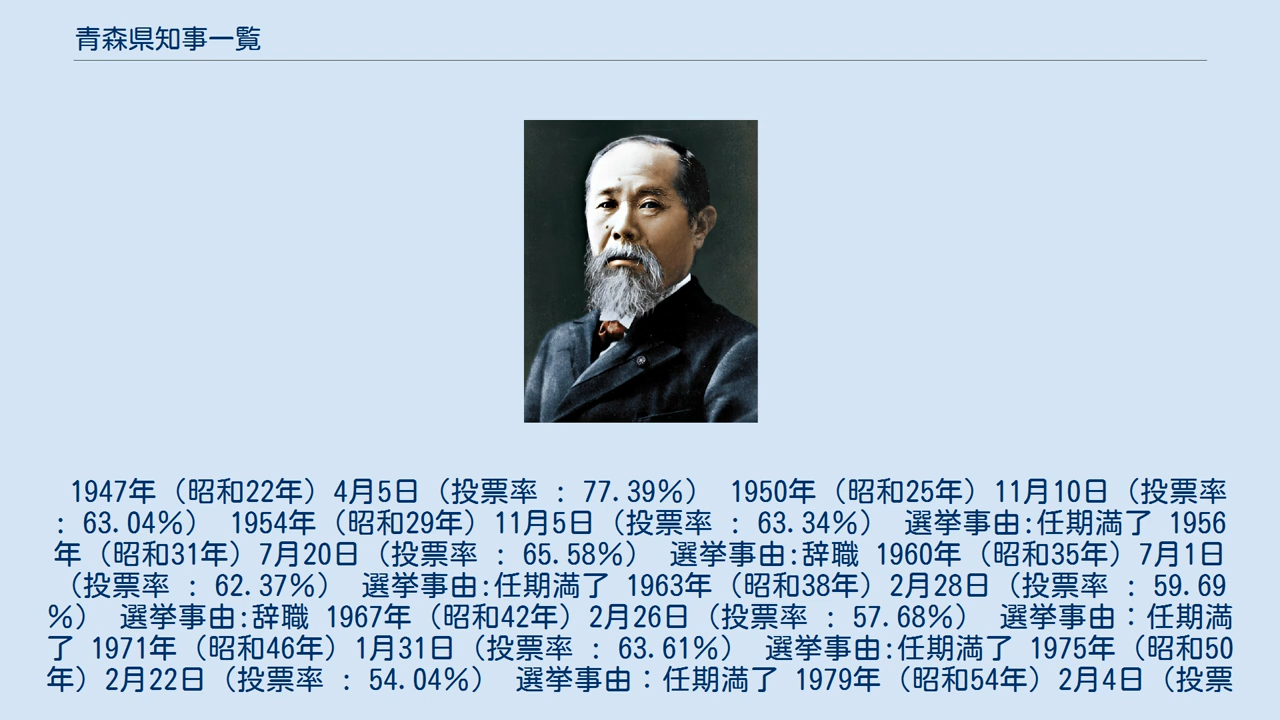 青森県知事一覧
1947年（昭和22年）4月5日（投票率 : 77.39%） 1950年（昭和25年）11月10日（投票率
: 63.04%） 1954年（昭和29年）11月5日（投票率 : 63.34%） 選挙事由:任期満了 1956
年（昭和31年）7月20日（投票率 : 65.58%） 選挙事由:辞職 1960年（昭和35年）7月1日
（投票率 : 62.37%） 選挙事由:任期満了 1963年（昭和38年）2月28日（投票率 : 59.69
%） 選挙事由:辞職 1967年（昭和42年）2月26日（投票率 : 57.68%） 選挙事由：任期満
了 1971年（昭和46年）1月31日（投票率 : 63.61%） 選挙事由:任期満了 1975年（昭和50
年）2月22日（投票率 : 54.04%） 選挙事由：任期満了 1979年（昭和54年）2月4日（投票